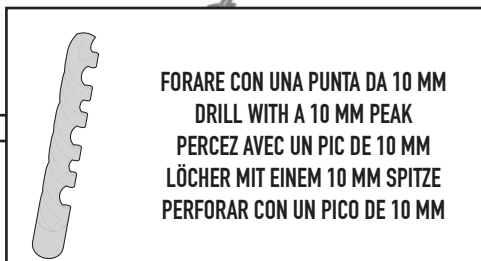 FORARE CON UNA PUNTA DA 10 MM
DRILL WITH A 10 MM PEAK
PERCEZ AVEC UN PIC DE 10 MM
LÖCHER MIT EINEM 10 MM SPITZE
PERFORAR CON UN PICO DE 10 MM